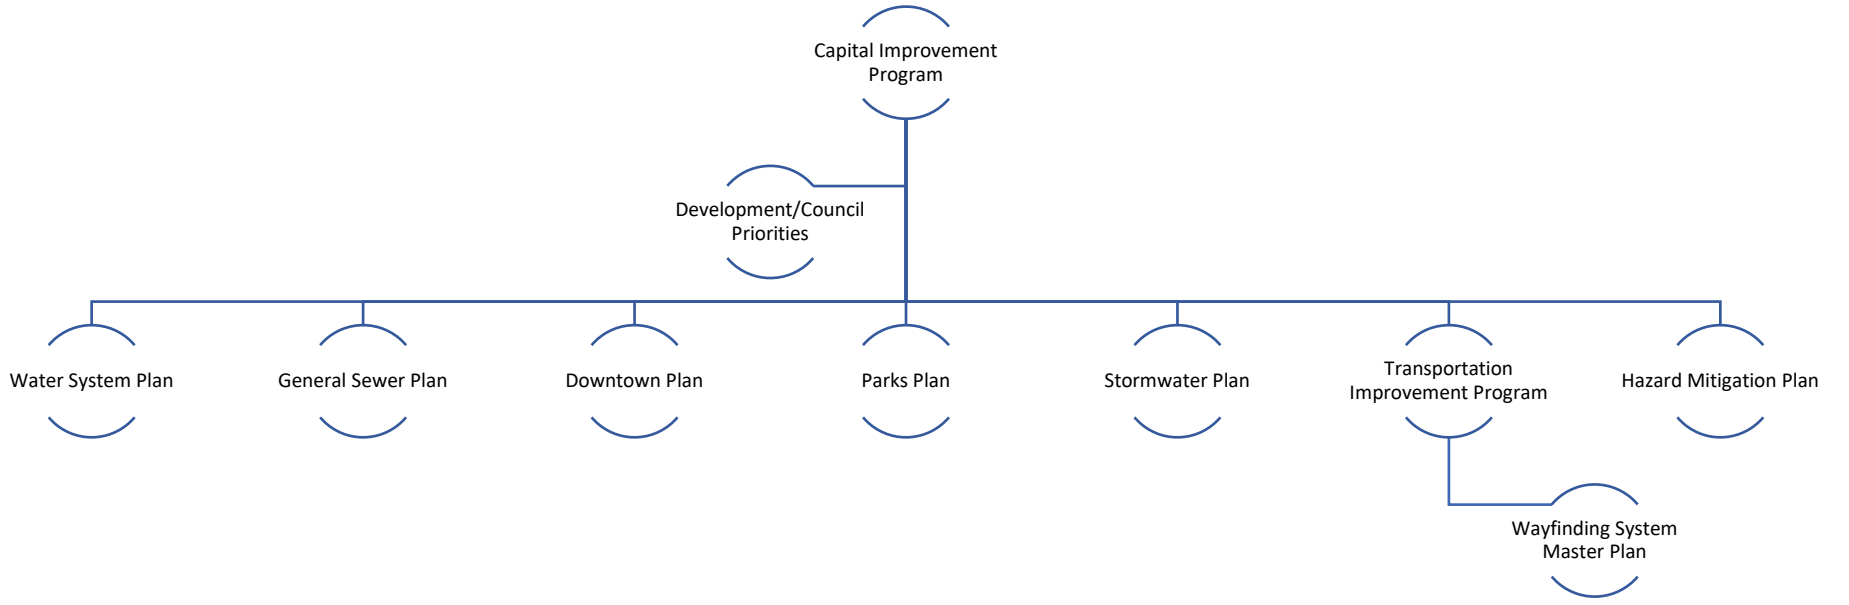 Capital Improvement
Program
Development/Council
Priorities
Water System Plan
General Sewer Plan
Downtown Plan
Parks Plan
Stormwater Plan
Transportation
Improvement Program
Hazard Mitigation Plan
Wayfinding System
Master Plan